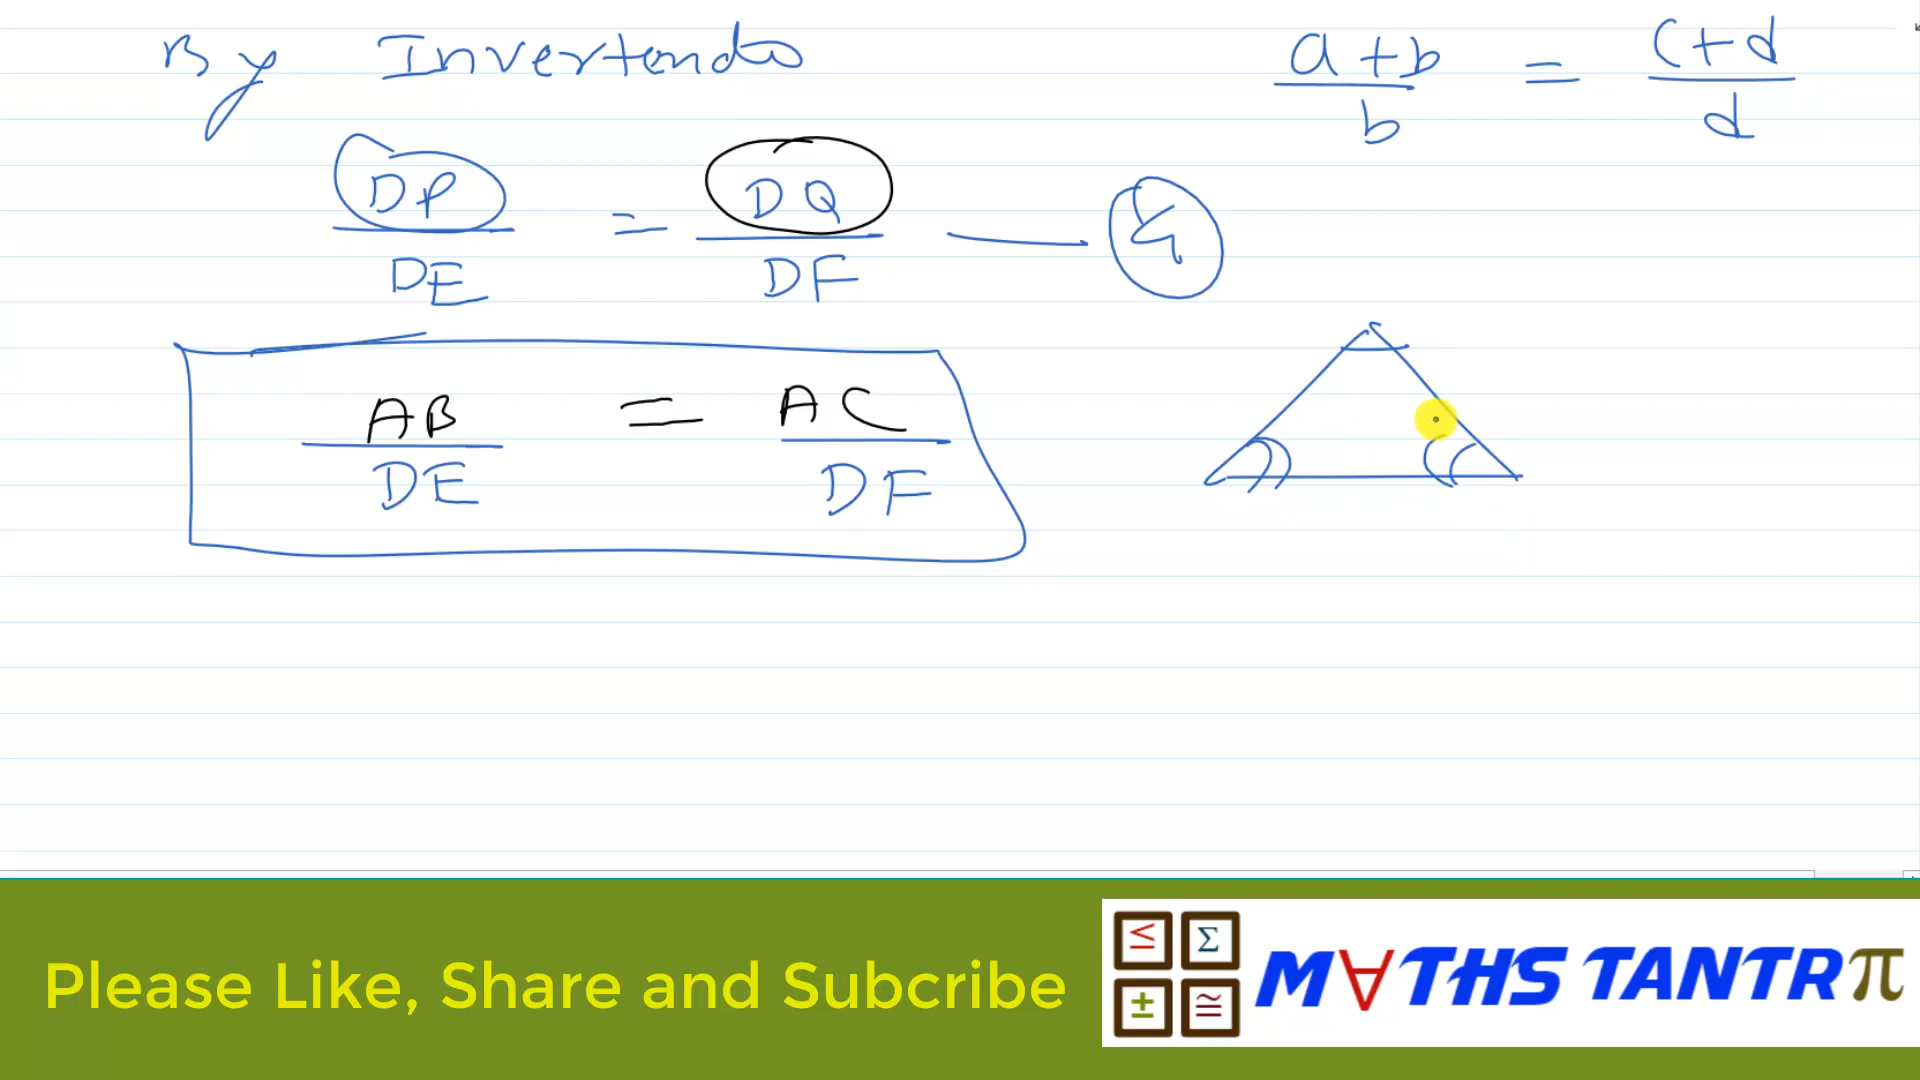 By Invertendo
a+b/b = c+d/d
DP/DE = DQ/DF — 4
AB/DE = AC/DF
Please Like, Share and Subcribe
≤ Σ
± ≅
M∀THS TANTRπ